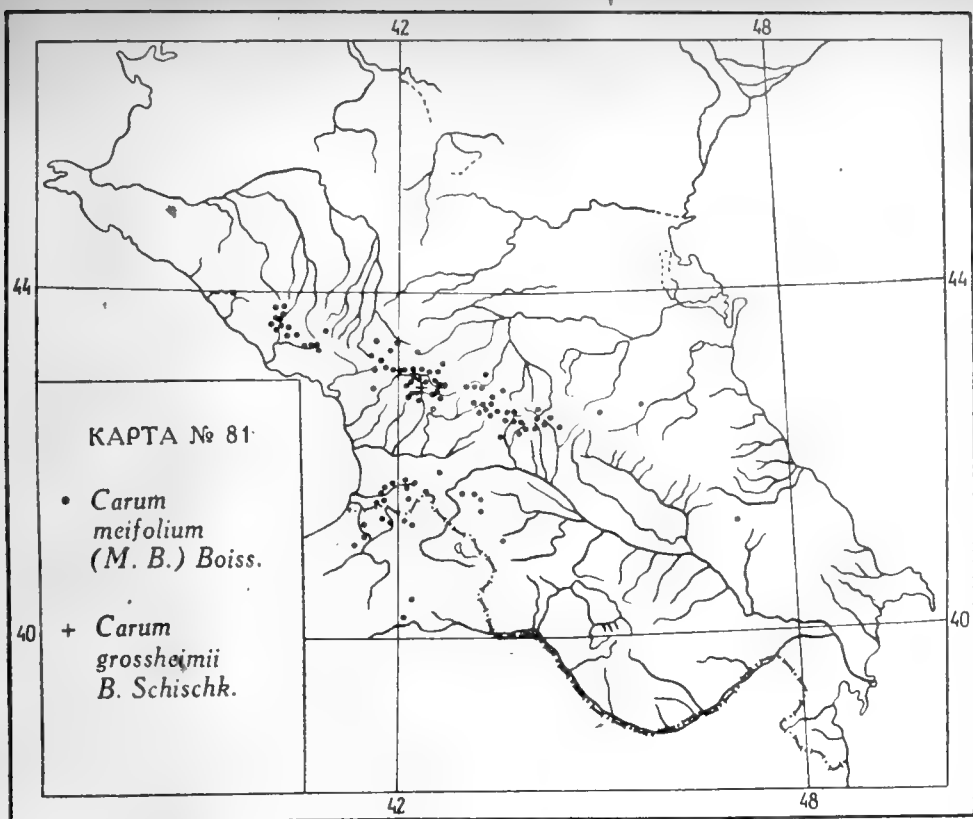 42 48
44 44
КАРТА № 81
• Carum
meifolium
(M. B.) Boiss.
40 40
+ Carum
grossheimii
B. Schischk.
42 48